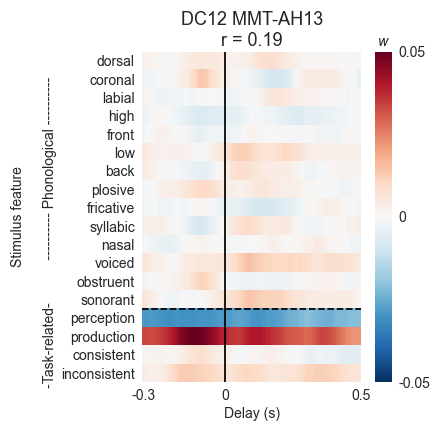 DC12 MMT-AH13
r = 0.19
w
Stimulus feature
----------- Phonological -----------
-Task-related-
dorsal
coronal
labial
high
front
low
back
plosive
fricative
syllabic
nasal
voiced
obstruent
sonorant
perception
production
consistent
inconsistent
0.05
0
-0.05
-0.3 0 0.5
Delay (s)